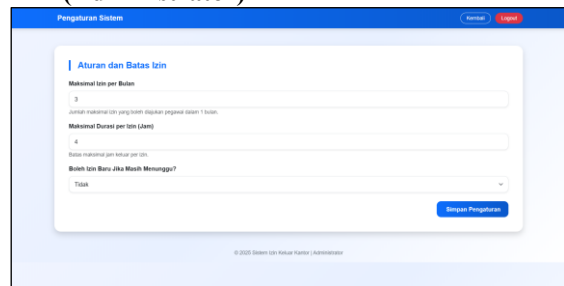 Pengaturan Sistem
Kembali
Logout
Aturan dan Batas Izin
Maksimal Izin per Bulan
3
Jumlah maksimal izin yang boleh diajukan pegawai dalam 1 bulan.
Maksimal Durasi per Izin (Jam)
4
Batas maksimal jam keluar per izin.
Boleh Izin Baru Jika Masih Menunggu?
Tidak
Simpan Pengaturan
© 2025 Sistem Izin Keluar Kantor | Administrator